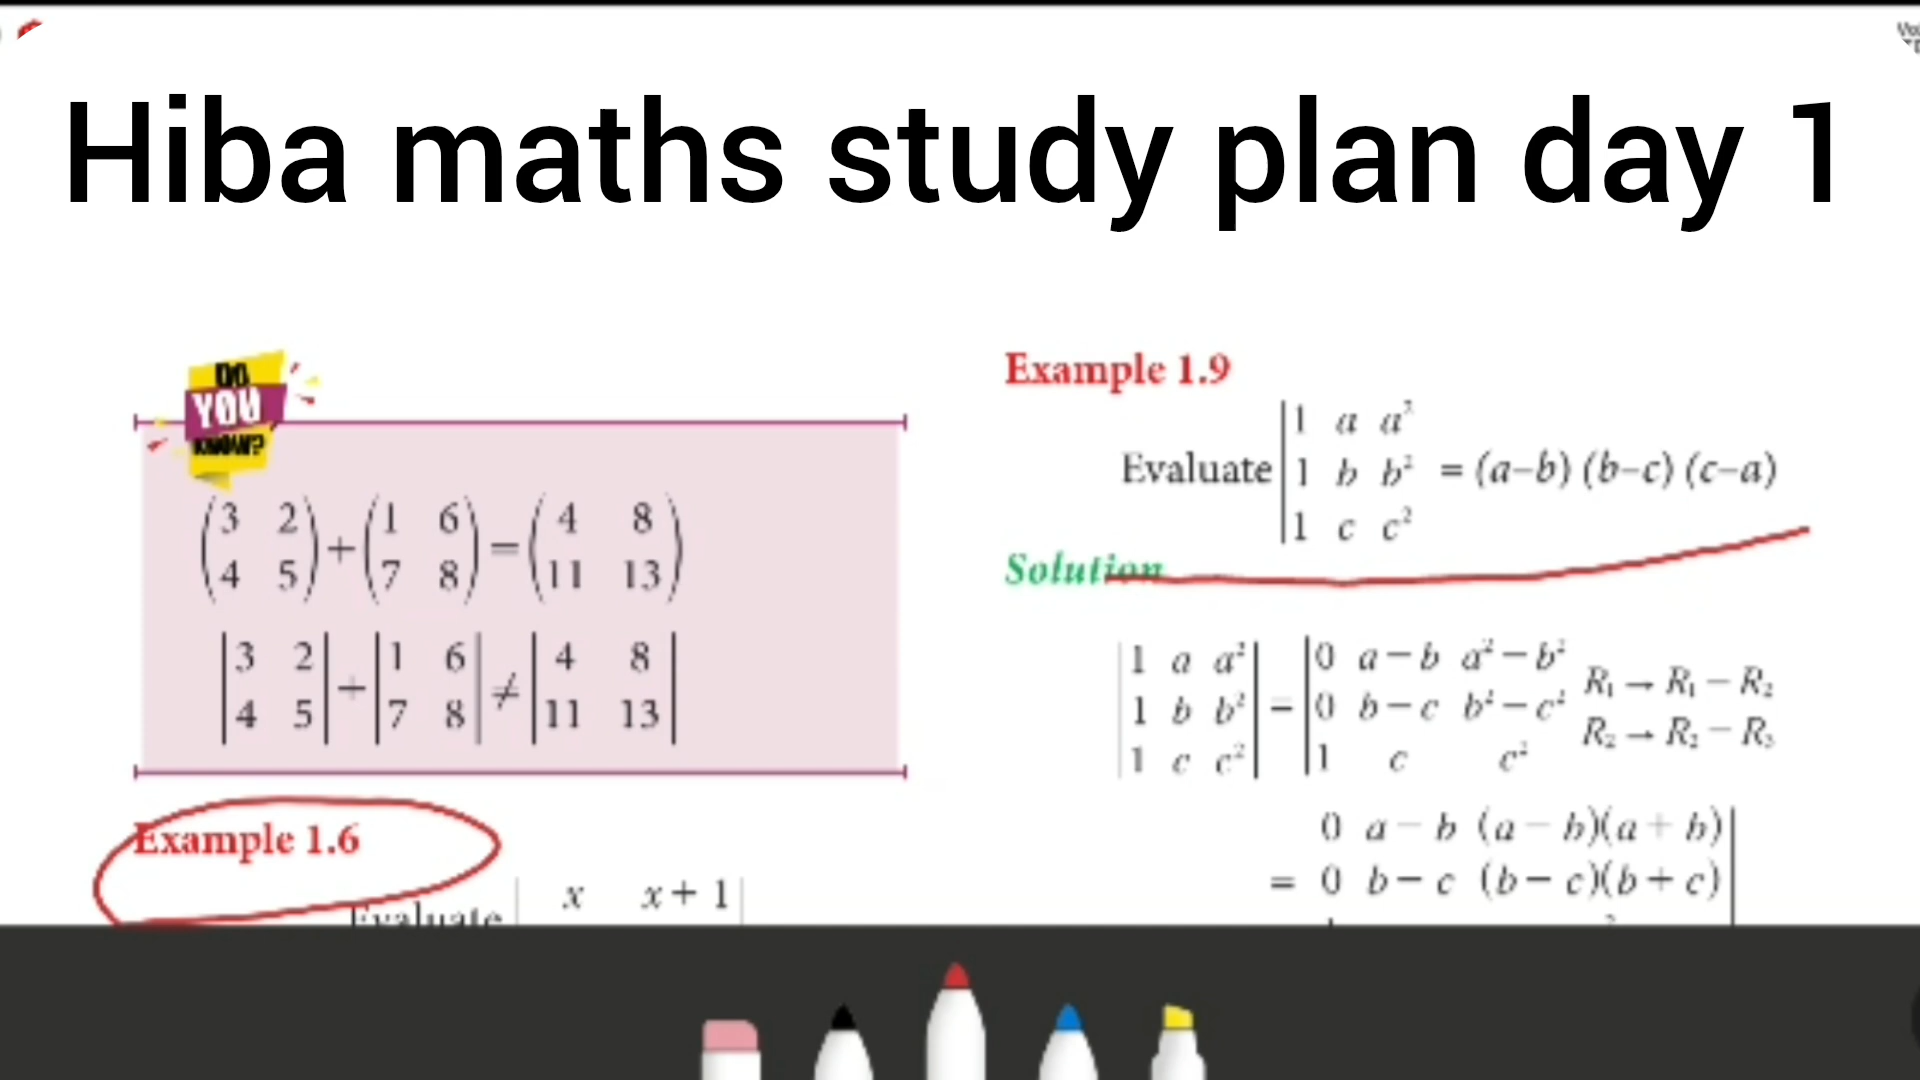 Hiba maths study plan day 1
DO
YOU
KNOW?
(3 2) + (1 6) = (4 8)
(4 5) (7 8) (11 13)
|3 2| + |1 6| ≠ |4 8|
|4 5| |7 8| |11 13|
Example 1.6
Evaluate | x x + 1 |
Example 1.9
|1 a a²|
Evaluate |1 b b²| = (a–b) (b–c) (c–a)
|1 c c²|
Solution
|1 a a²| |0 a − b a² − b²| R₁ → R₁ − R₂
|1 b b²| = |0 b − c b² − c²| R₂ → R₂ − R₃
|1 c c²| |1 c c²|
0 a − b (a − b)(a + b)|
= 0 b − c (b − c)(b + c)|